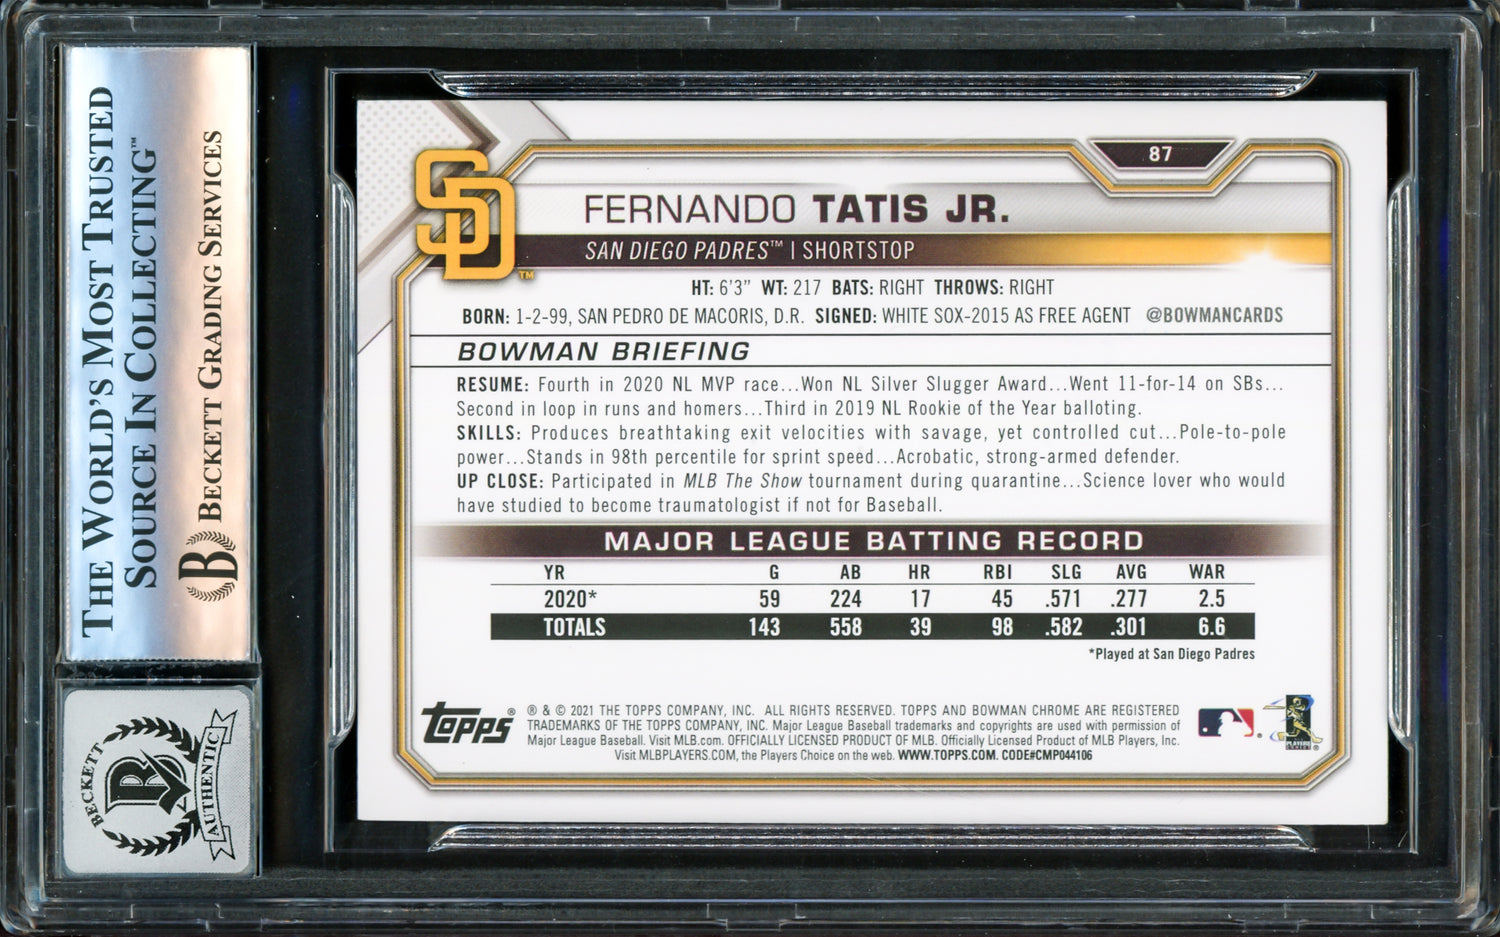 THE WORLD'S MOST TRUSTED
SOURCE IN COLLECTING™
B BECKETT GRADING SERVICES
BECKETT
B
AUTHENTIC
87
SD™
FERNANDO TATIS JR.
SAN DIEGO PADRES™ | SHORTSTOP
HT: 6'3" WT: 217 BATS: RIGHT THROWS: RIGHT
BORN: 1-2-99, SAN PEDRO DE MACORIS, D.R. SIGNED: WHITE SOX-2015 AS FREE AGENT @BOWMANCARDS
BOWMAN BRIEFING
RESUME: Fourth in 2020 NL MVP race...Won NL Silver Slugger Award...Went 11-for-14 on SBs...
Second in loop in runs and homers...Third in 2019 NL Rookie of the Year balloting.
SKILLS: Produces breathtaking exit velocities with savage, yet controlled cut...Pole-to-pole
power...Stands in 98th percentile for sprint speed...Acrobatic, strong-armed defender.
UP CLOSE: Participated in MLB The Show tournament during quarantine...Science lover who would
have studied to become traumatologist if not for Baseball.
MAJOR LEAGUE BATTING RECORD
YR G AB HR RBI SLG AVG WAR
2020* 59 224 17 45 .571 .277 2.5
TOTALS 143 558 39 98 .582 .301 6.6
*Played at San Diego Padres
Topps®
® & © 2021 THE TOPPS COMPANY, INC. ALL RIGHTS RESERVED. TOPPS AND BOWMAN CHROME ARE REGISTERED
TRADEMARKS OF THE TOPPS COMPANY, INC. Major League Baseball trademarks and copyrights are used with permission of
Major League Baseball. Visit MLB.com. OFFICIALLY LICENSED PRODUCT OF MLB. Officially Licensed Product of MLB Players, Inc.
Visit MLBPLAYERS.COM, the Players Choice on the web. WWW.TOPPS.COM. CODE#CMP044106